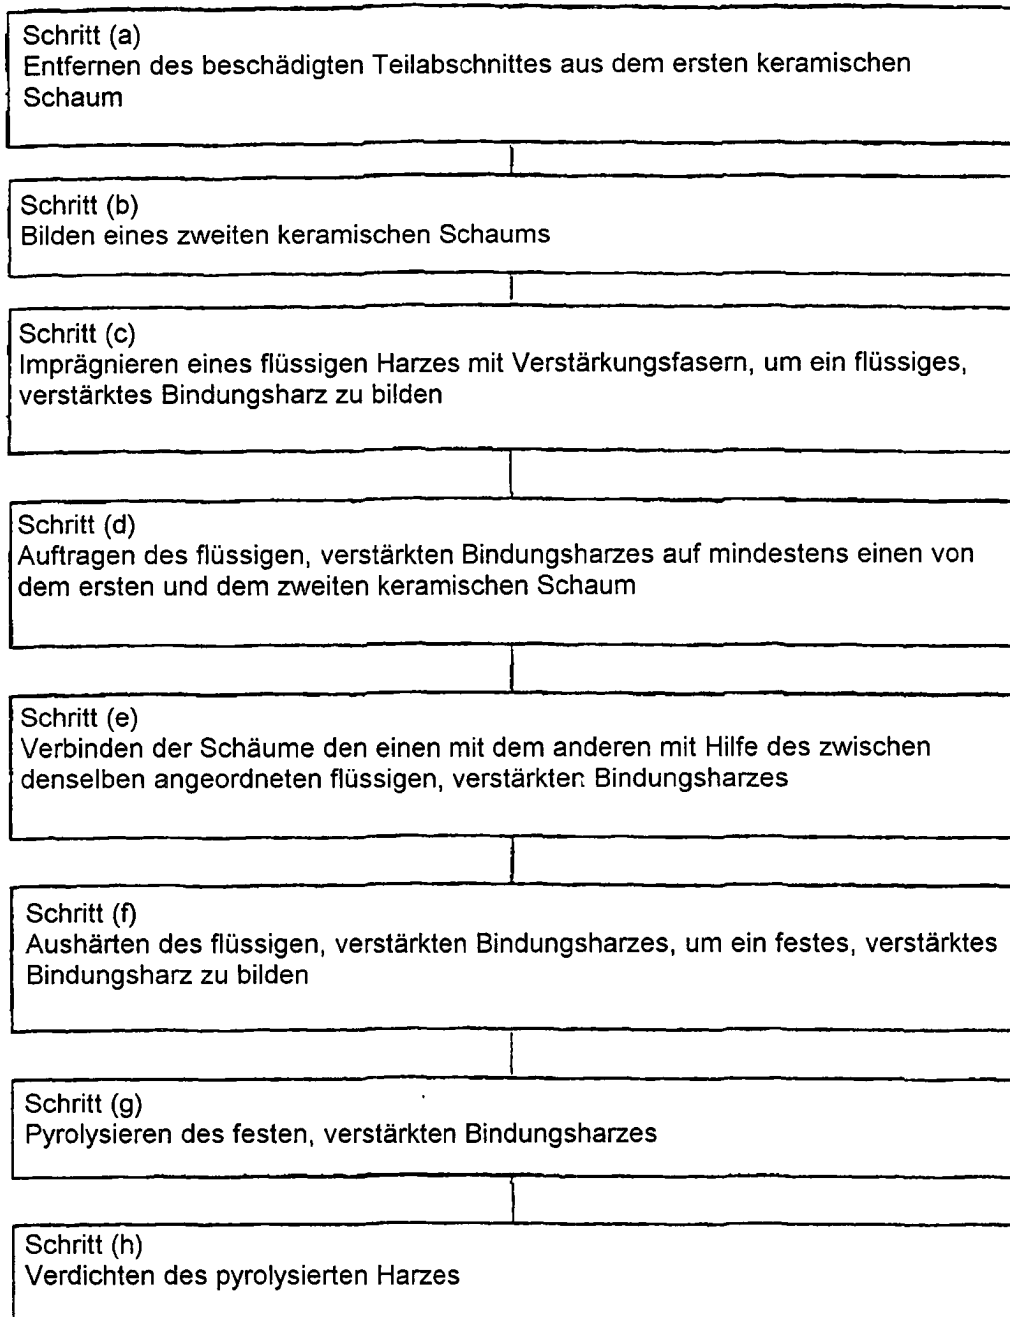 Schritt (a)
Entfernen des beschädigten Teilabschnittes aus dem ersten keramischen
Schaum
Schritt (b)
Bilden eines zweiten keramischen Schaums
Schritt (c)
Imprägnieren eines flüssigen Harzes mit Verstärkungsfasern, um ein flüssiges,
verstärktes Bindungsharz zu bilden
Schritt (d)
Auftragen des flüssigen, verstärkten Bindungsharzes auf mindestens einen von
dem ersten und dem zweiten keramischen Schaum
Schritt (e)
Verbinden der Schäume den einen mit dem anderen mit Hilfe des zwischen
denselben angeordneten flüssigen, verstärkten Bindungsharzes
Schritt (f)
Aushärten des flüssigen, verstärkten Bindungsharzes, um ein festes, verstärktes
Bindungsharz zu bilden
Schritt (g)
Pyrolysieren des festen, verstärkten Bindungsharzes
Schritt (h)
Verdichten des pyrolysierten Harzes